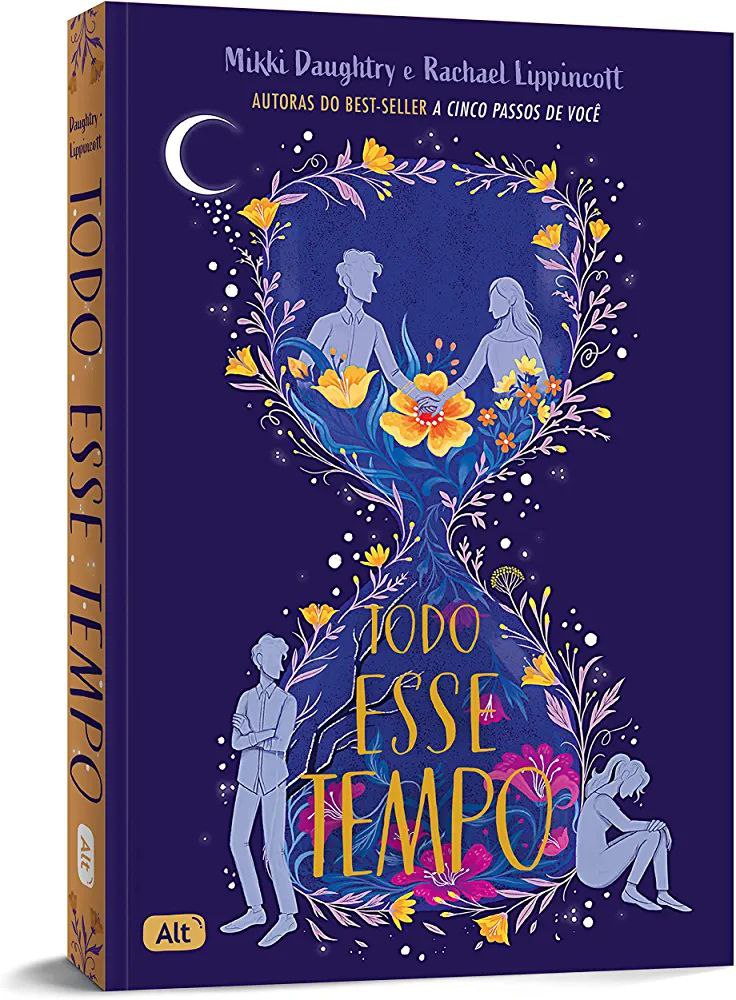 Mikki Daughtry e Rachael Lippincott
AUTORAS DO BEST-SELLER A CINCO PASSOS DE VOCÊ
TODO
ESSE
TEMPO
Alt
Daughtry •
Lippincott
TODO ESSE TEMPO
Alt